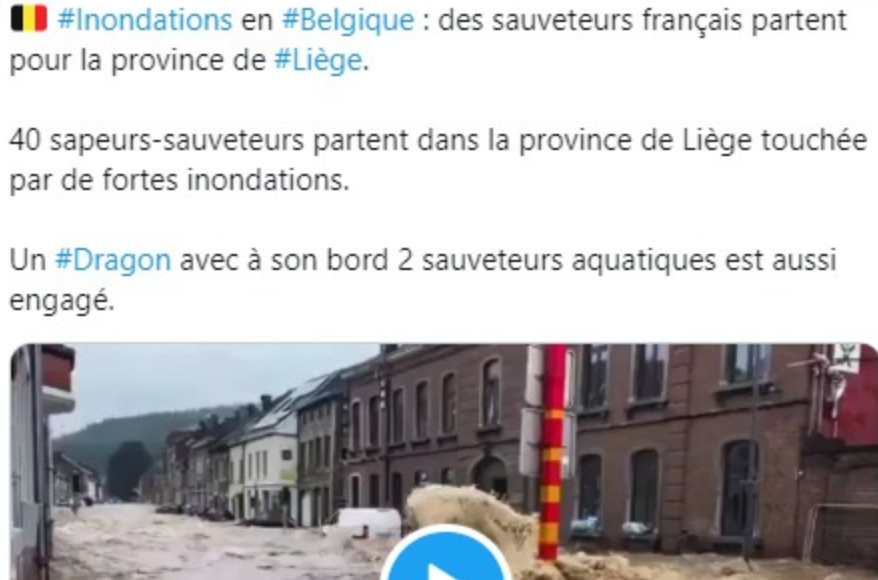 🇧🇪 #Inondations en #Belgique : des sauveteurs français partent
pour la province de #Liège.
40 sapeurs-sauveteurs partent dans la province de Liège touchée
par de fortes inondations.
Un #Dragon avec à son bord 2 sauveteurs aquatiques est aussi
engagé.